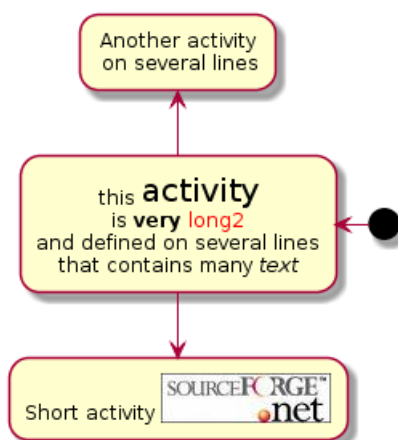 Another activity
on several lines
this activity
is very long2
and defined on several lines
that contains many text
Short activity SOURCEFORGE™
.net